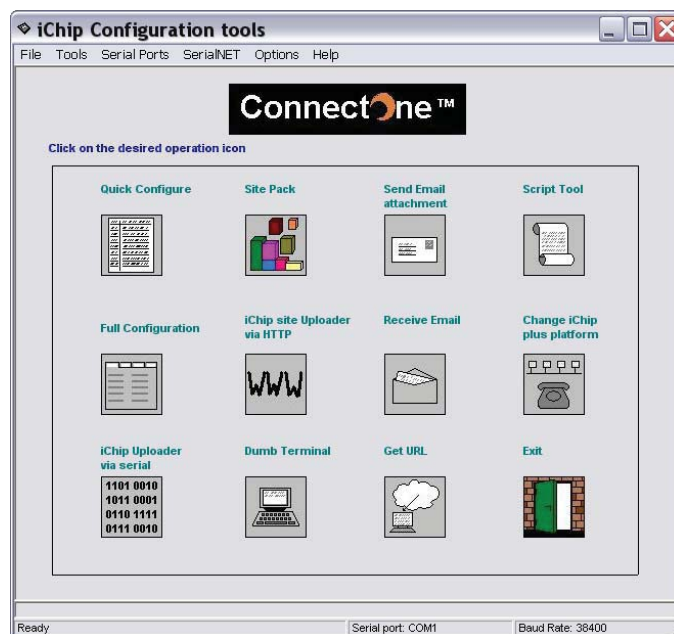 iChip Configuration tools
File Tools Serial Ports SerialNET Options Help
ConnectOne™
Click on the desired operation icon
Quick Configure
Site Pack
Send Email
attachment
Script Tool
Full Configuration
iChip site Uploader
via HTTP
WWW
Receive Email
Change iChip
plus platform
iChip Uploader
via serial
1101 0010
1011 0001
0110 1111
0111 0010
Dumb Terminal
Get URL
Exit
Ready
Serial port: COM1
Baud Rate: 38400